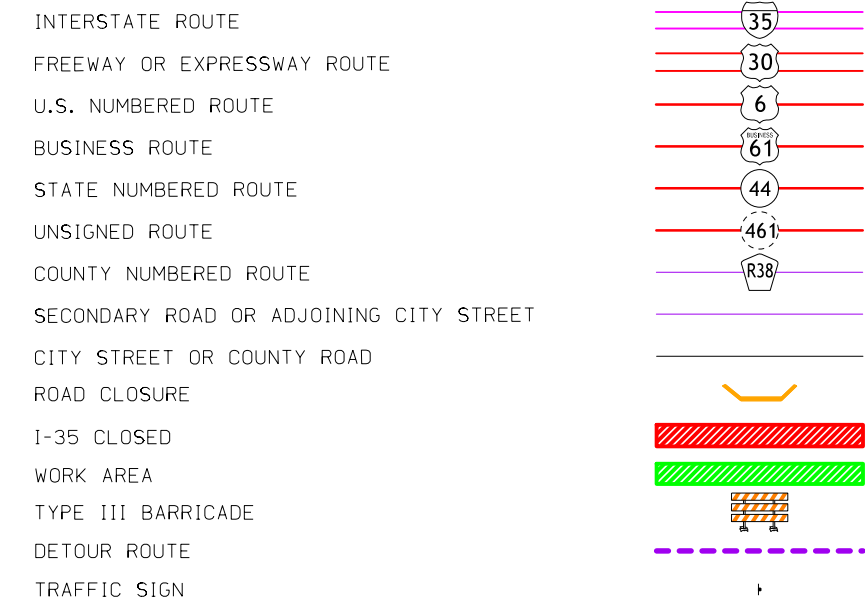 INTERSTATE ROUTE 35
FREEWAY OR EXPRESSWAY ROUTE 30
U.S. NUMBERED ROUTE 6
BUSINESS ROUTE BUSINESS 61
STATE NUMBERED ROUTE 44
UNSIGNED ROUTE 461
COUNTY NUMBERED ROUTE R38
SECONDARY ROAD OR ADJOINING CITY STREET
CITY STREET OR COUNTY ROAD
ROAD CLOSURE
I-35 CLOSED
WORK AREA
TYPE III BARRICADE
DETOUR ROUTE
TRAFFIC SIGN